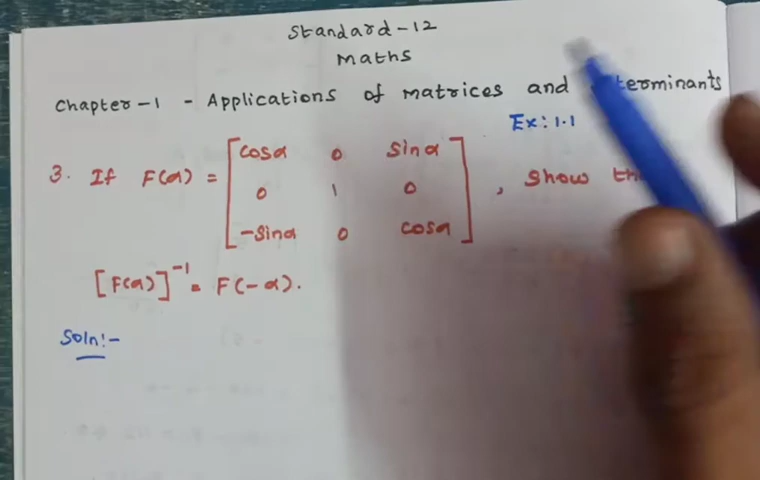 Standard-12
Maths
Chapter-1 - Applications of matrices and terminants
Ex: 1.1
3. If F(α) = [cosα 0 sinα
0 1 0
-sinα 0 cosα] , show
[F(α)]⁻¹ = F(-α).
Soln:-